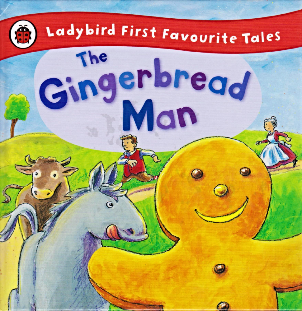 Ladybird First Favourite Tales
The
Gingerbread
Man